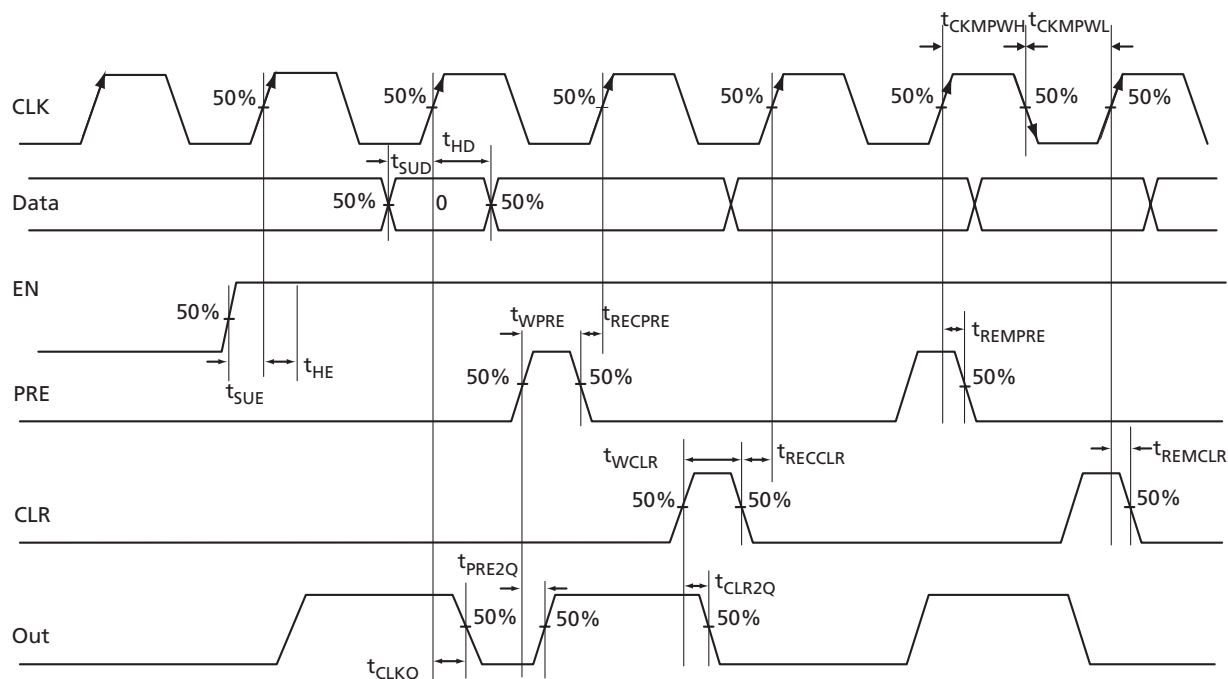 tCKMPWH tCKMPWL
CLK 50% 50% 50% 50% 50% 50% 50%
tSUD tHD
Data 50% 0 50%
EN 50%
tSUE tHE
tWPRE tRECPRE tREMPRE
PRE 50% 50% 50%
tWCLR tRECCLR tREMCLR
CLR 50% 50% 50%
tPRE2Q tCLR2Q
Out 50% 50% 50%
tCLKQ